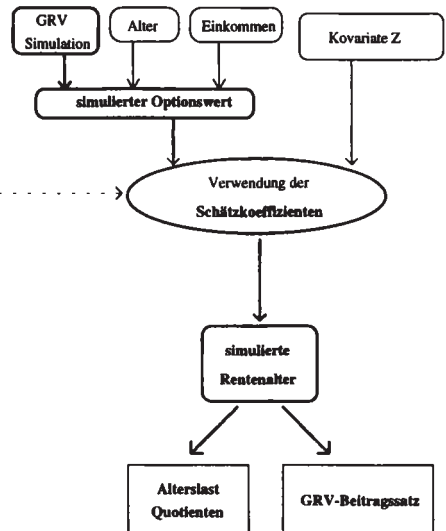 GRV
Simulation
Alter
Einkommen
Kovariate Z
simulierter Optionswert
Verwendung der
Schätzkoeffizienten
simulierte
Rentenalter
Alterslast
Quotienten
GRV-Beitragssatz